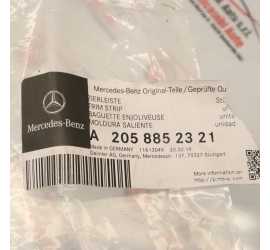 Mercedes-Benz Original-Teile/Geprüfte Qu
ZIERLEISTE
TRIM STRIP
BAGUETTE ENJOLIVEUSE
MOLDURA SALIENTE
unidad
Mercedes-Benz
A 205 885 23 21
Made in GERMANY
Daimler AG, Germany, Mercedesstr. 137, 70327 Stuttgart